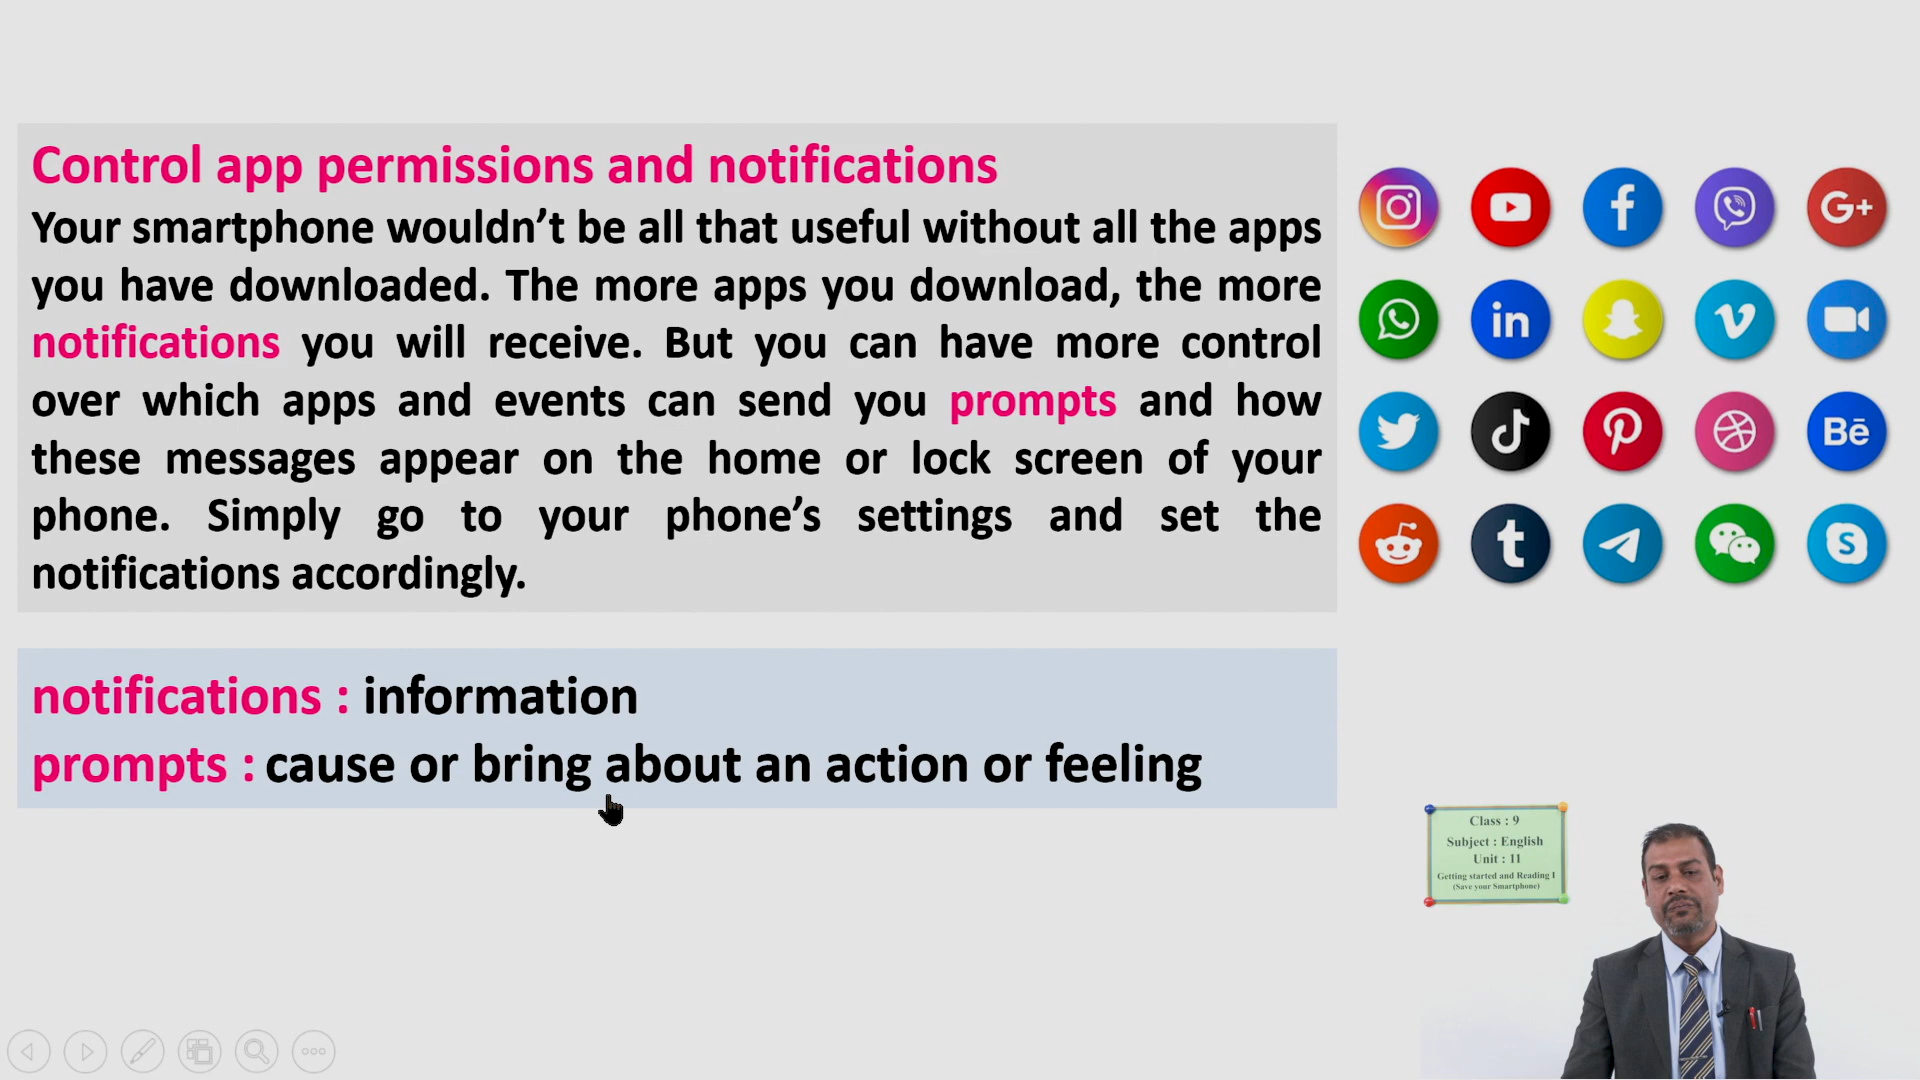 Control app permissions and notifications
Your smartphone wouldn’t be all that useful without all the apps
you have downloaded. The more apps you download, the more
notifications you will receive. But you can have more control
over which apps and events can send you prompts and how
these messages appear on the home or lock screen of your
phone. Simply go to your phone’s settings and set the
notifications accordingly.
notifications : information
prompts : cause or bring about an action or feeling
G+
in
Bē
Class : 9
Subject : English
Unit : 11
Getting started and Reading I
(Save your Smartphone)